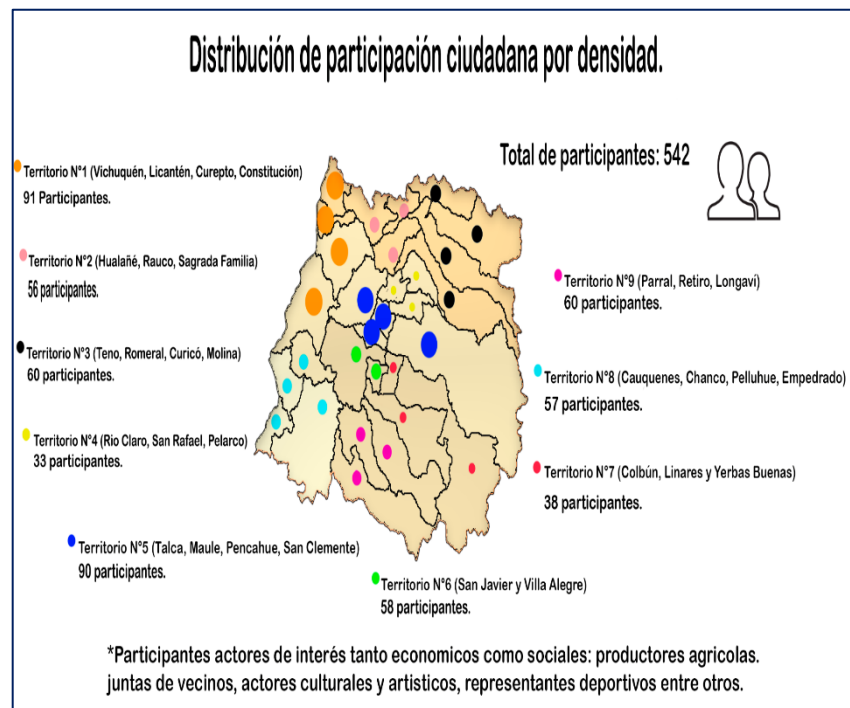 Distribución de participación ciudadana por densidad.
Total de participantes: 542
Territorio N°1 (Vichuquén, Licantén, Curepto, Constitución)
91 Participantes.
Territorio N°2 (Hualañé, Rauco, Sagrada Familia)
56 participantes.
Territorio N°3 (Teno, Romeral, Curicó, Molina)
60 participantes.
Territorio N°4 (Rio Claro, San Rafael, Pelarco)
33 participantes.
Territorio N°5 (Talca, Maule, Pencahue, San Clemente)
90 participantes.
Territorio N°6 (San Javier y Villa Alegre)
58 participantes.
Territorio N°9 (Parral, Retiro, Longaví)
60 participantes.
Territorio N°8 (Cauquenes, Chanco, Pelluhue, Empedrado)
57 participantes.
Territorio N°7 (Colbún, Linares y Yerbas Buenas)
38 participantes.
*Participantes actores de interés tanto economicos como sociales: productores agricolas.
juntas de vecinos, actores culturales y artisticos, representantes deportivos entre otros.